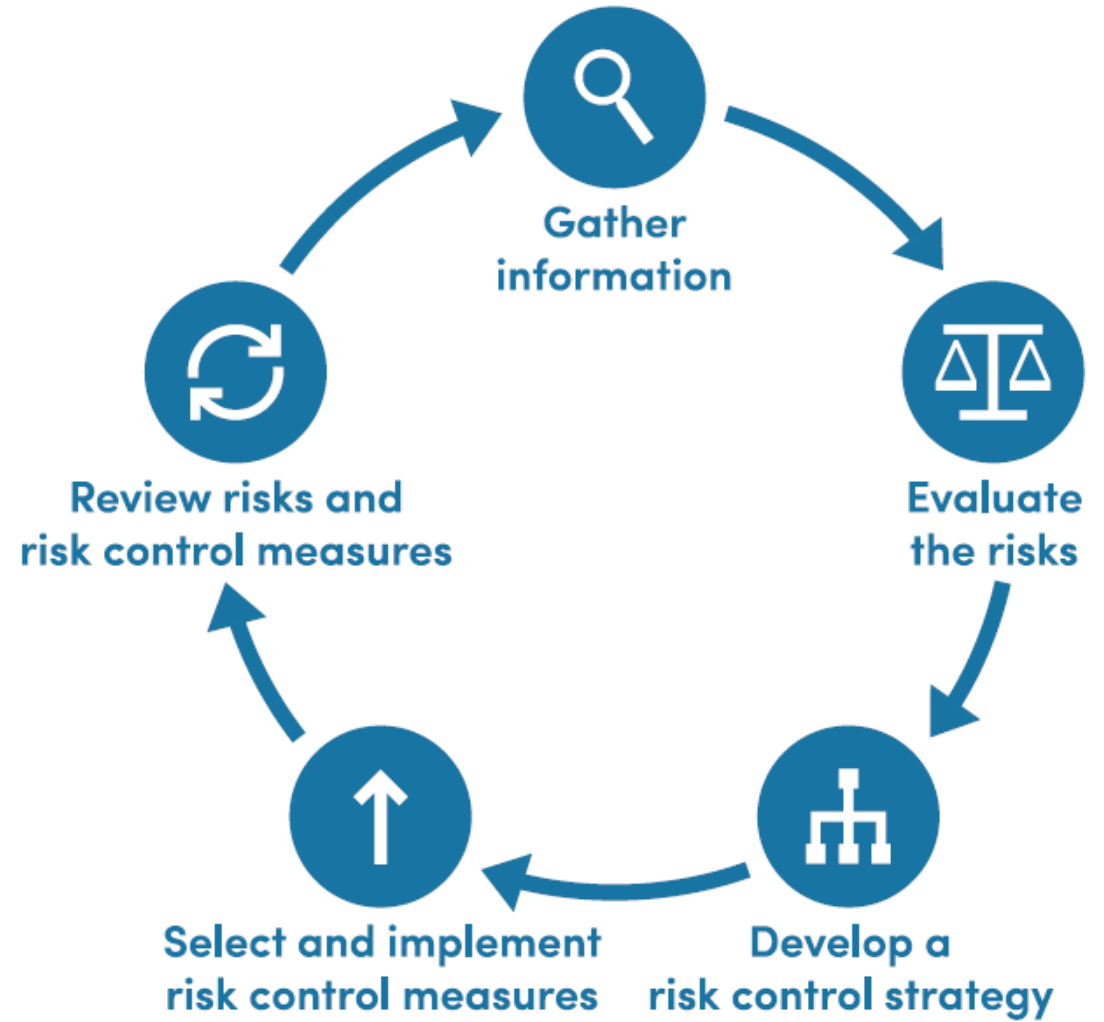 Gather
information
Evaluate
the risks
Develop a
risk control strategy
Select and implement
risk control measures
Review risks and
risk control measures